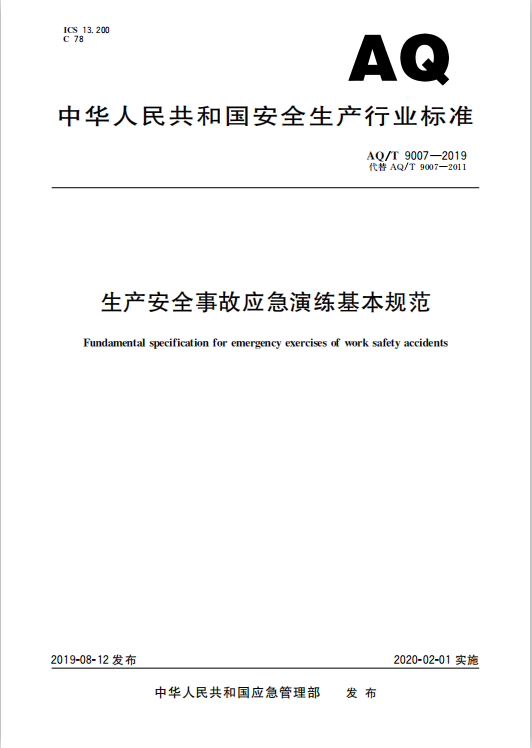 ICS 13.200
C 78
AQ
中华人民共和国安全生产行业标准
AQ/T 9007—2019
代替 AQ/T 9007—2011
生产安全事故应急演练基本规范
Fundamental specification for emergency exercises of work safety accidents
2019-08-12 发布
2020-02-01 实施
中华人民共和国应急管理部 发布